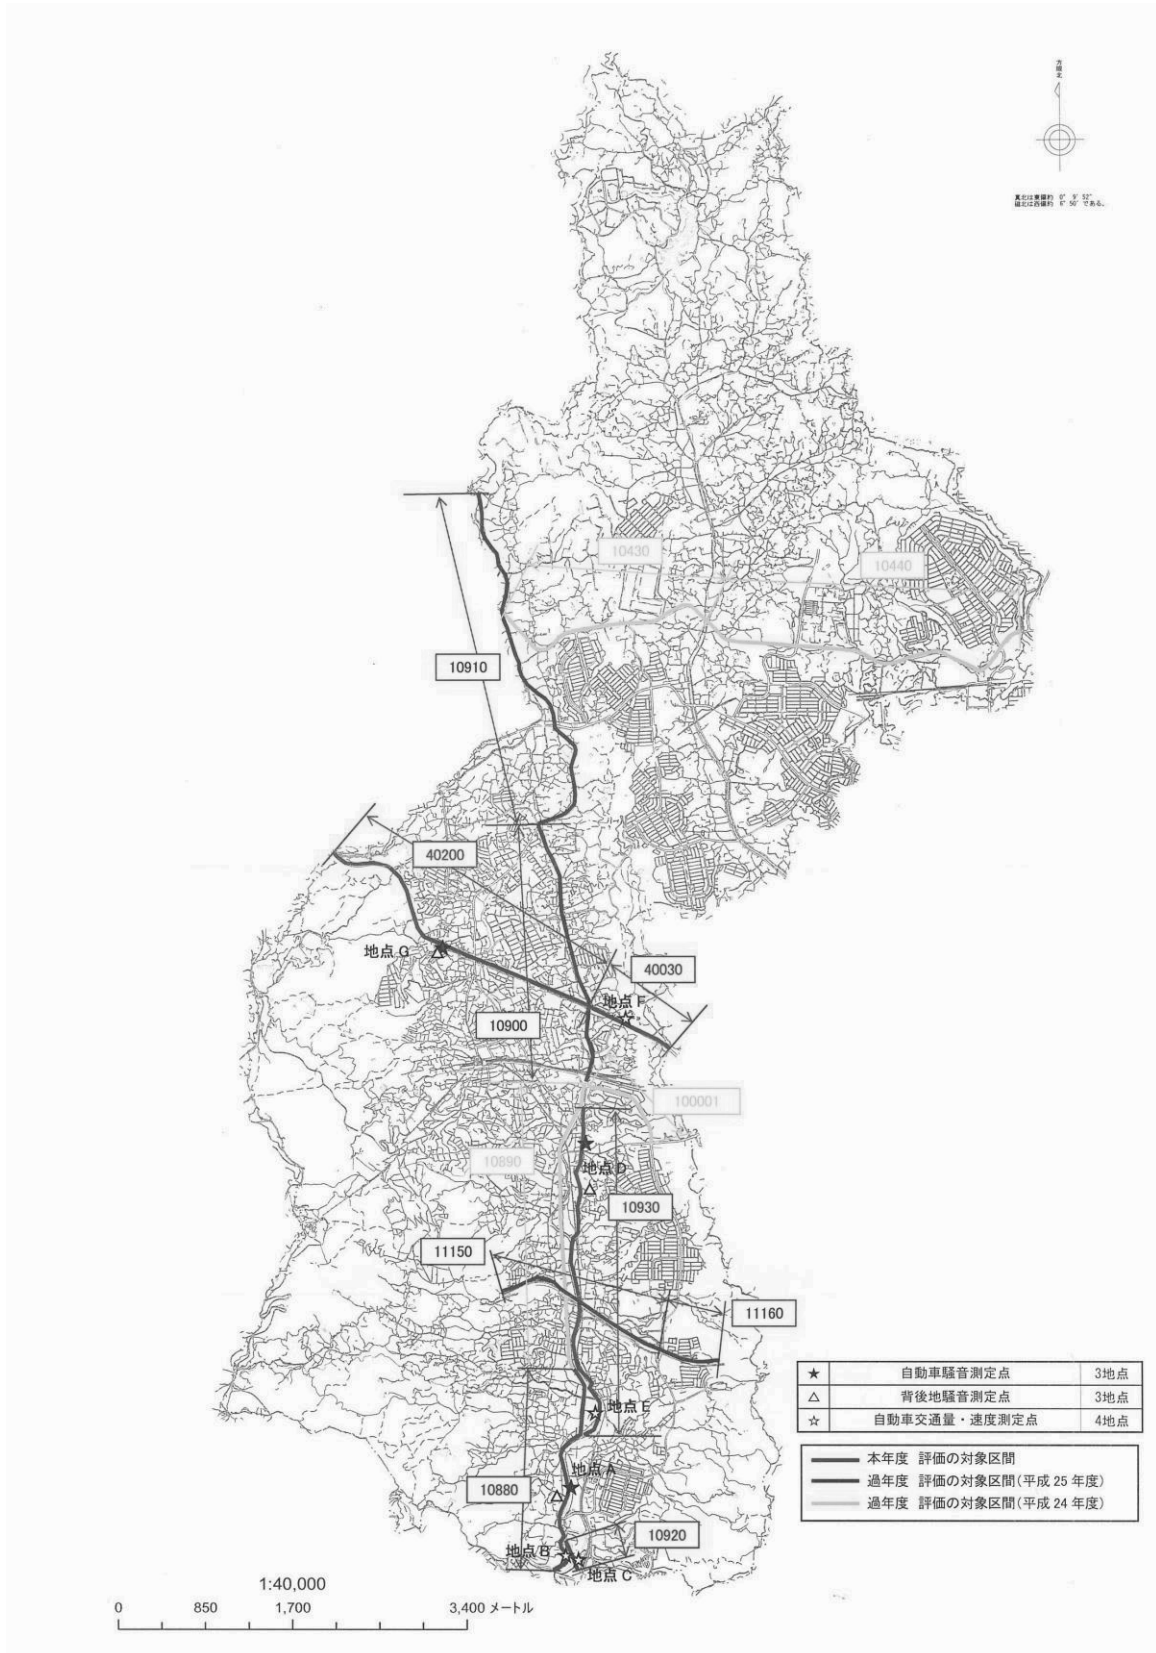 方眼北
真北は東偏約 0° 9′ 52″
磁北は西偏約 6° 50′ である。
10430
10440
10910
40200
地点 G
40030
地点 F
10900
100001
10890
地点 D
10930
11150
11160
地点 E
地点 A
10880
10920
地点 B
地点 C
★ 自動車騒音測定点 3地点
△ 背後地騒音測定点 3地点
☆ 自動車交通量・速度測定点 4地点
本年度 評価の対象区間
過年度 評価の対象区間(平成 25 年度)
過年度 評価の対象区間(平成 24 年度)
1:40,000
0 850 1,700 3,400 メートル